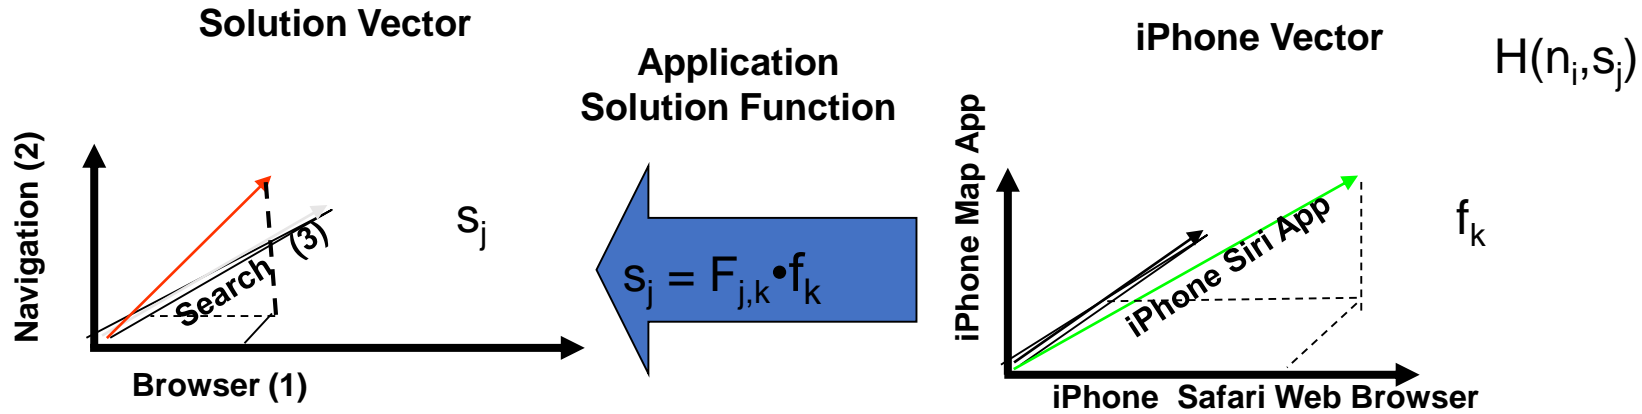 Solution Vector
Application
Solution Function
iPhone Vector
H(nᵢ,sⱼ)
Navigation (2)
Search (3)
Browser (1)
sⱼ
sⱼ = Fⱼ,ₖ•fₖ
iPhone Map App
iPhone Siri App
iPhone Safari Web Browser
fₖ